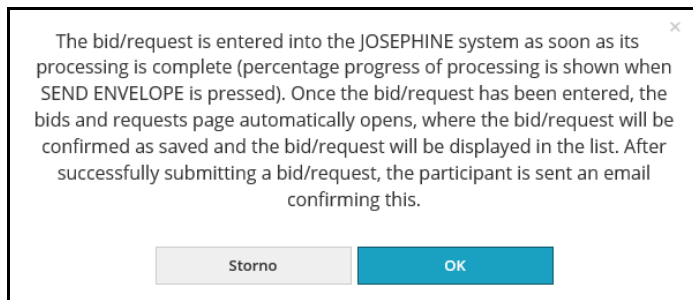 ×
The bid/request is entered into the JOSEPHINE system as soon as its
processing is complete (percentage progress of processing is shown when
SEND ENVELOPE is pressed). Once the bid/request has been entered, the
bids and requests page automatically opens, where the bid/request will be
confirmed as saved and the bid/request will be displayed in the list. After
successfully submitting a bid/request, the participant is sent an email
confirming this.
Storno
OK